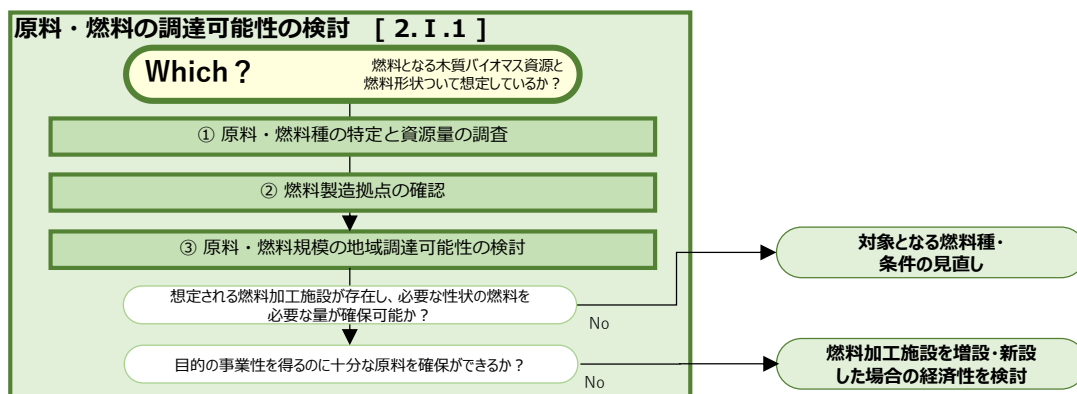 原料・燃料の調達可能性の検討　[ 2.Ⅰ.1 ]
Which？
燃料となる木質バイオマス資源と
燃料形状ついて想定しているか？
① 原料・燃料種の特定と資源量の調査
② 燃料製造拠点の確認
③ 原料・燃料規模の地域調達可能性の検討
対象となる燃料種・
条件の見直し
想定される燃料加工施設が存在し、必要な性状の燃料を
必要な量が確保可能か？
No
目的の事業性を得るのに十分な原料を確保ができるか？
No
燃料加工施設を増設・新設
した場合の経済性を検討